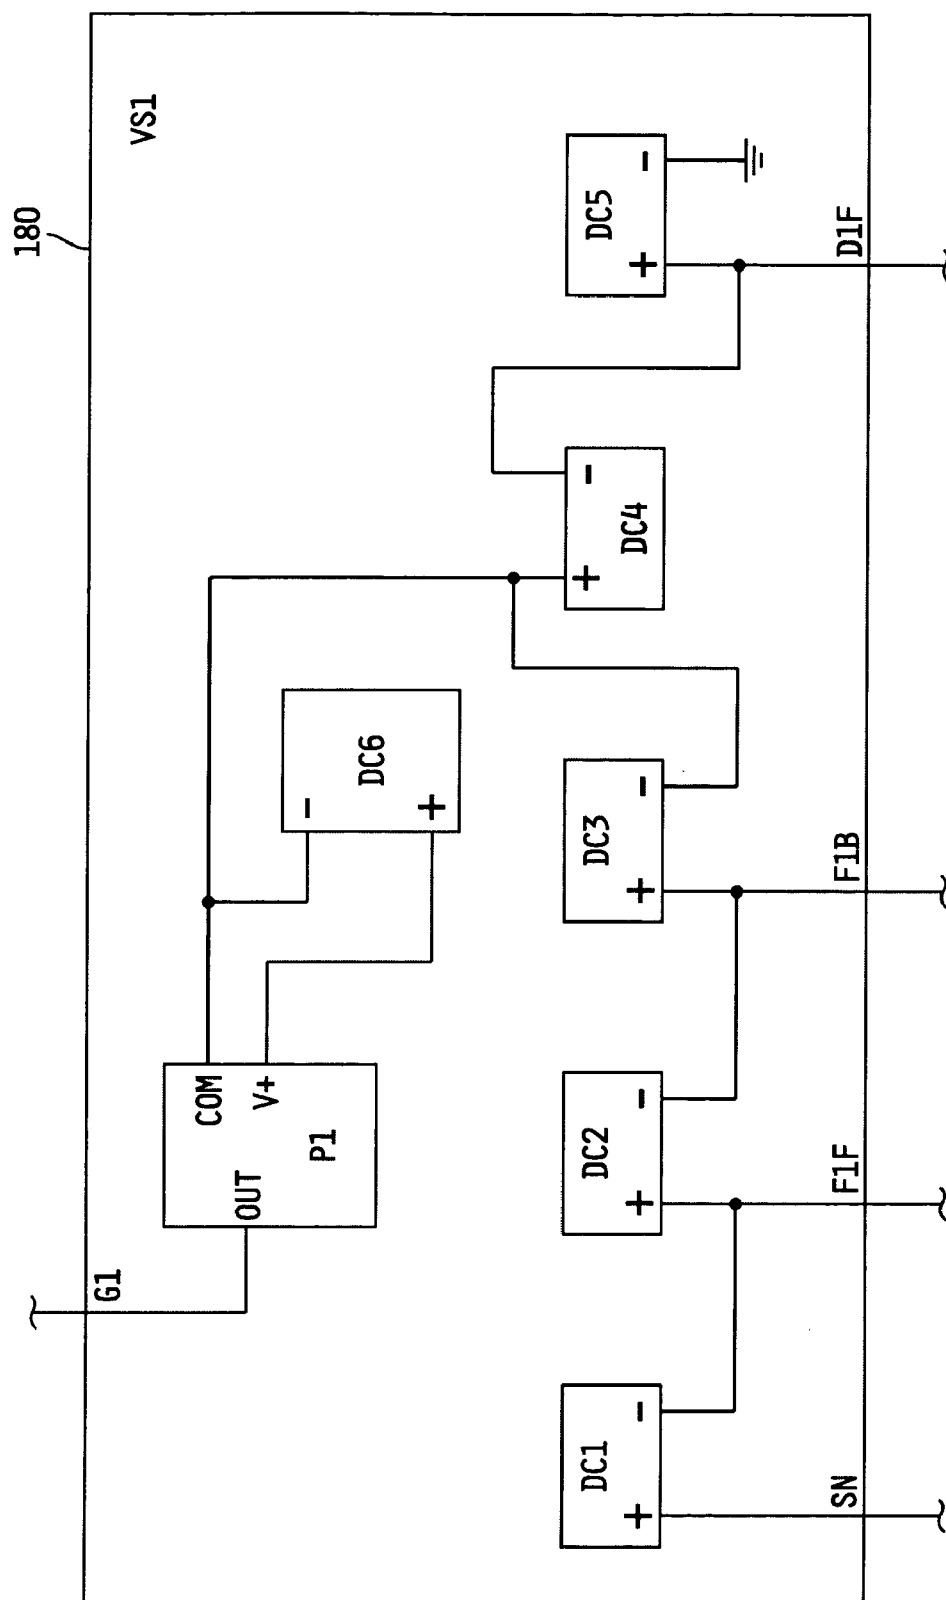 180
VS1
G1
OUT
COM
V+
P1
- DC6 +
+ DC1 -
+ DC2 -
+ DC3 -
+ DC4 -
+ DC5 -
SN
F1F
F1B
D1F